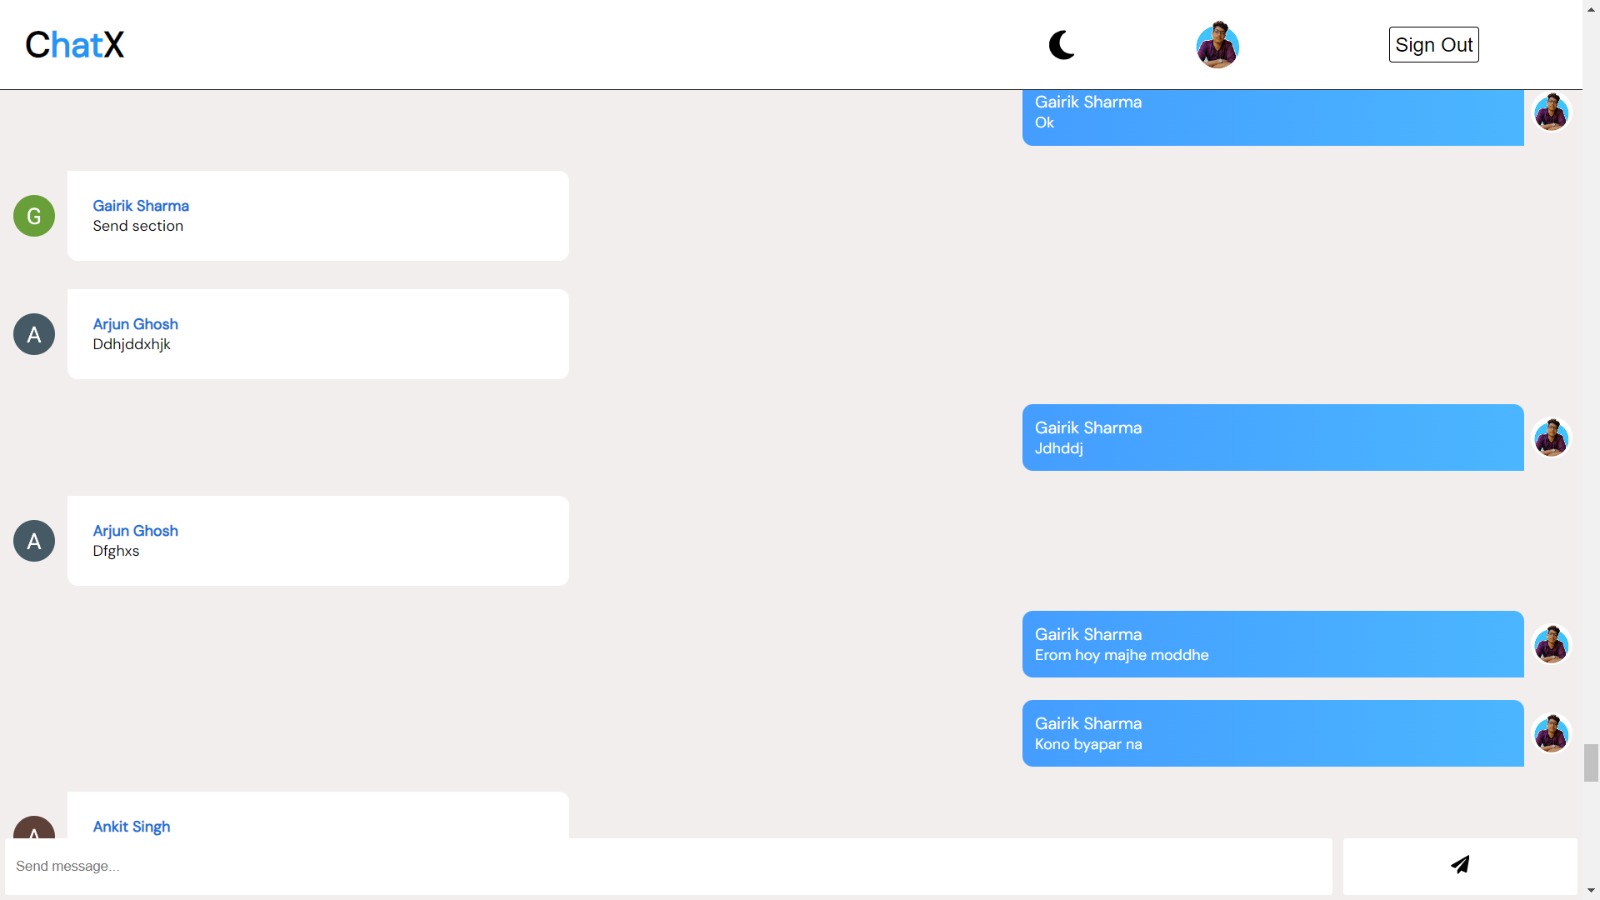 ChatX
Sign Out
Gairik Sharma
Ok
G
Gairik Sharma
Send section
A
Arjun Ghosh
Ddhjddxhjk
Gairik Sharma
Jdhddj
A
Arjun Ghosh
Dfghxs
Gairik Sharma
Erom hoy majhe moddhe
Gairik Sharma
Kono byapar na
A
Ankit Singh
Send message...